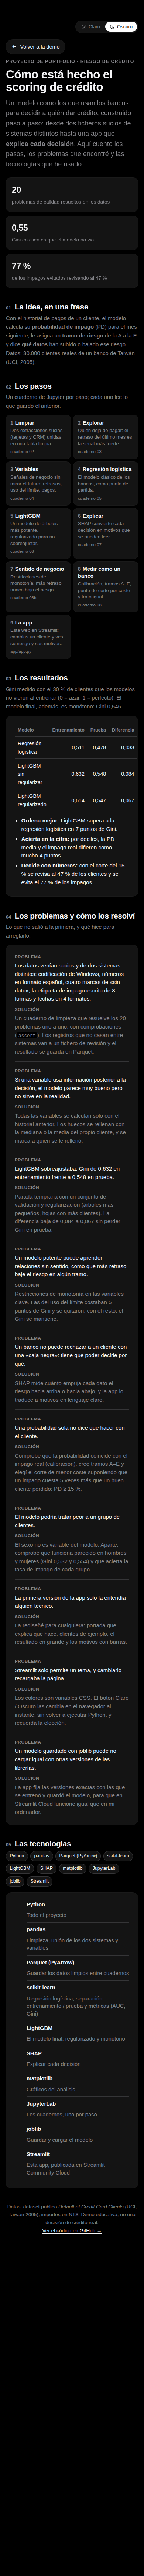 Claro Oscuro
← Volver a la demo
PROYECTO DE PORTFOLIO · RIESGO DE CRÉDITO
Cómo está hecho el
scoring de crédito
Un modelo como los que usan los bancos
para decidir a quién conceden crédito,
construido paso a paso: desde dos ficheros sucios de
sistemas distintos hasta una app que
explica cada decisión. Aquí cuento los
pasos, los problemas que encontré y las
tecnologías que he usado.
20
problemas de calidad resueltos en los datos
0,55
Gini en clientes que el modelo no vio
77 %
de los impagos evitados revisando al 47 %
01 La idea, en una frase
Con el historial de pagos de un cliente, el modelo
calcula su probabilidad de impago (PD) para el mes
siguiente, le asigna un tramo de riesgo de la A a la E
y dice qué datos han subido o bajado ese riesgo.
Datos: 30.000 clientes reales de un banco de Taiwán
(UCI, 2005).
02 Los pasos
Un cuaderno de Jupyter por paso; cada uno lee lo
que guardó el anterior.
1 Limpiar
Dos extracciones sucias
(tarjetas y CRM) unidas
en una tabla limpia.
cuaderno 02
2 Explorar
Quién deja de pagar: el
retraso del último mes es
la señal más fuerte.
cuaderno 03
3 Variables
Señales de negocio sin
mirar el futuro: retrasos,
uso del límite, pagos.
cuaderno 04
4 Regresión logística
El modelo clásico de los
bancos, como punto de
partida.
cuaderno 05
5 LightGBM
Un modelo de árboles
más potente,
regularizado para no
sobreajustar.
cuaderno 06
6 Explicar
SHAP convierte cada
decisión en motivos que
se pueden leer.
cuaderno 07
7 Sentido de negocio
Restricciones de
monotonía: más retraso
nunca baja el riesgo.
cuaderno 06b
8 Medir como un
banco
Calibración, tramos A–E,
punto de corte por coste
y trato igual.
cuaderno 08
9 La app
Esta web en Streamlit:
cambias un cliente y ves
su riesgo y sus motivos
03 Los resultados
Gini medido con el 30 % de clientes que los modelos
no vieron al entrenar (0 = azar, 1 = perfecto). El
modelo final, además, es monótono: Gini 0,546.
Modelo Entrenamiento Prueba Diferencia
Regresión
logística
0,511 0,478 0,033
LightGBM
sin
regularizar
0,632 0,548 0,084
LightGBM
regularizado
0,614 0,547 0,067
• Ordena mejor: LightGBM supera a la
regresión logística en 7 puntos de Gini.
• Acierta en la cifra: por deciles, la PD
media y el impago real difieren como
mucho 4 puntos.
• Decide con números: con el corte del 15
% se revisa al 47 % de los clientes y se
evita el 77 % de los impagos.
04 Los problemas y cómo los resolví
Lo que no salió a la primera, y qué hice para
arreglarlo.
PROBLEMA
Los datos venían sucios y de dos sistemas
distintos: codificación de Windows, números
en formato español, cuatro marcas de «sin
dato», la etiqueta de impago escrita de 8
formas y fechas en 4 formatos.
SOLUCIÓN
Un cuaderno de limpieza que resuelve los 20
problemas uno a uno, con comprobaciones
Los registros que no casan entre
sistemas van a un fichero de revisión y el
resultado se guarda en Parquet.
PROBLEMA
Si una variable usa información posterior a la
decisión, el modelo parece muy bueno pero
no sirve en la realidad.
SOLUCIÓN
Todas las variables se calculan solo con el
historial anterior. Los huecos se rellenan con
la mediana o la moda del propio cliente, y se
marca a quién se le rellenó.
PROBLEMA
LightGBM sobreajustaba: Gini de 0,632 en
entrenamiento frente a 0,548 en prueba.
SOLUCIÓN
Parada temprana con un conjunto de
validación y regularización (árboles más
pequeños, hojas con más clientes). La
diferencia baja de 0,084 a 0,067 sin perder
Gini en prueba.
PROBLEMA
Un modelo potente puede aprender
relaciones sin sentido, como que más retraso
baje el riesgo en algún tramo.
SOLUCIÓN
Restricciones de monotonía en las variables
clave. Las del uso del límite costaban 5
puntos de Gini y se quitaron; con el resto, el
Gini se mantiene.
PROBLEMA
Un banco no puede rechazar a un cliente con
una «caja negra»: tiene que poder decirle por
qué.
SOLUCIÓN
SHAP mide cuánto empuja cada dato el
riesgo hacia arriba o hacia abajo, y la app lo
traduce a motivos en lenguaje claro.
PROBLEMA
Una probabilidad sola no dice qué hacer con
el cliente.
SOLUCIÓN
Comprobé que la probabilidad coincide con el
impago real (calibración), creé tramos A–E y
elegí el corte de menor coste suponiendo que
un impago cuesta 5 veces más que un buen
cliente perdido: PD ≥ 15 %.
PROBLEMA
El modelo podría tratar peor a un grupo de
clientes.
SOLUCIÓN
El sexo no es variable del modelo. Aparte,
comprobé que funciona parecido en hombres
y mujeres (Gini 0,532 y 0,554) y que acierta la
tasa de impago de cada grupo.
PROBLEMA
La primera versión de la app solo la entendía
alguien técnico.
SOLUCIÓN
La rediseñé para cualquiera: portada que
explica qué hace, clientes de ejemplo, el
resultado en grande y los motivos con barras.
PROBLEMA
Streamlit solo permite un tema, y cambiarlo
recargaba la página.
SOLUCIÓN
Los colores son variables CSS. El botón Claro
/ Oscuro las cambia en el navegador al
instante, sin volver a ejecutar Python, y
recuerda la elección.
PROBLEMA
Un modelo guardado con joblib puede no
cargar igual con otras versiones de las
librerías.
SOLUCIÓN
La app fija las versiones exactas con las que
se entrenó y guardó el modelo, para que en
Streamlit Cloud funcione igual que en mi
ordenador.
05 Las tecnologías
Python pandas Parquet (PyArrow) scikit-learn
LightGBM SHAP matplotlib JupyterLab
joblib Streamlit
Python
Todo el proyecto
pandas
Limpieza, unión de los dos sistemas y
variables
Parquet (PyArrow)
Guardar los datos limpios entre cuadernos
scikit-learn
Regresión logística, separación
entrenamiento / prueba y métricas (AUC,
Gini)
LightGBM
El modelo final, regularizado y monótono
SHAP
Explicar cada decisión
matplotlib
Gráficos del análisis
JupyterLab
Los cuadernos, uno por paso
joblib
Guardar y cargar el modelo
Streamlit
Esta app, publicada en Streamlit
Community Cloud
Datos: dataset público Default of Credit Card Clients (UCI,
Taiwán 2005), importes en NT$. Demo educativa, no una
decisión de crédito real.
Ver el código en GitHub →